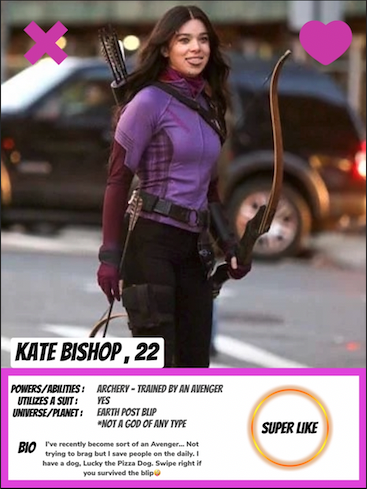 KATE BISHOP , 22
POWERS/ABILITIES : ARCHERY - TRAINED BY AN AVENGER
UTILIZES A SUIT : YES
UNIVERSE/PLANET : EARTH POST BLIP
*NOT A GOD OF ANY TYPE
BIO
I've recently become sort of an Avenger... Not
trying to brag but I save people on the daily. I
have a dog, Lucky the Pizza Dog. Swipe right if
you survived the blip🤣
SUPER LIKE